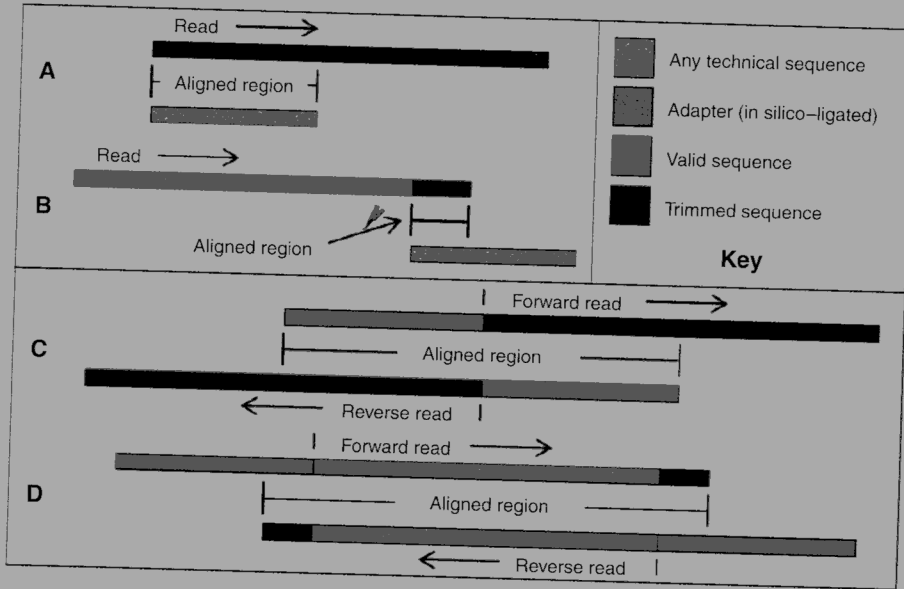 A
Read
Aligned region
Read
B
Aligned region
Any technical sequence
Adapter (in silico–ligated)
Valid sequence
Trimmed sequence
Key
C
Forward read
Aligned region
Reverse read
D
Forward read
Aligned region
Reverse read